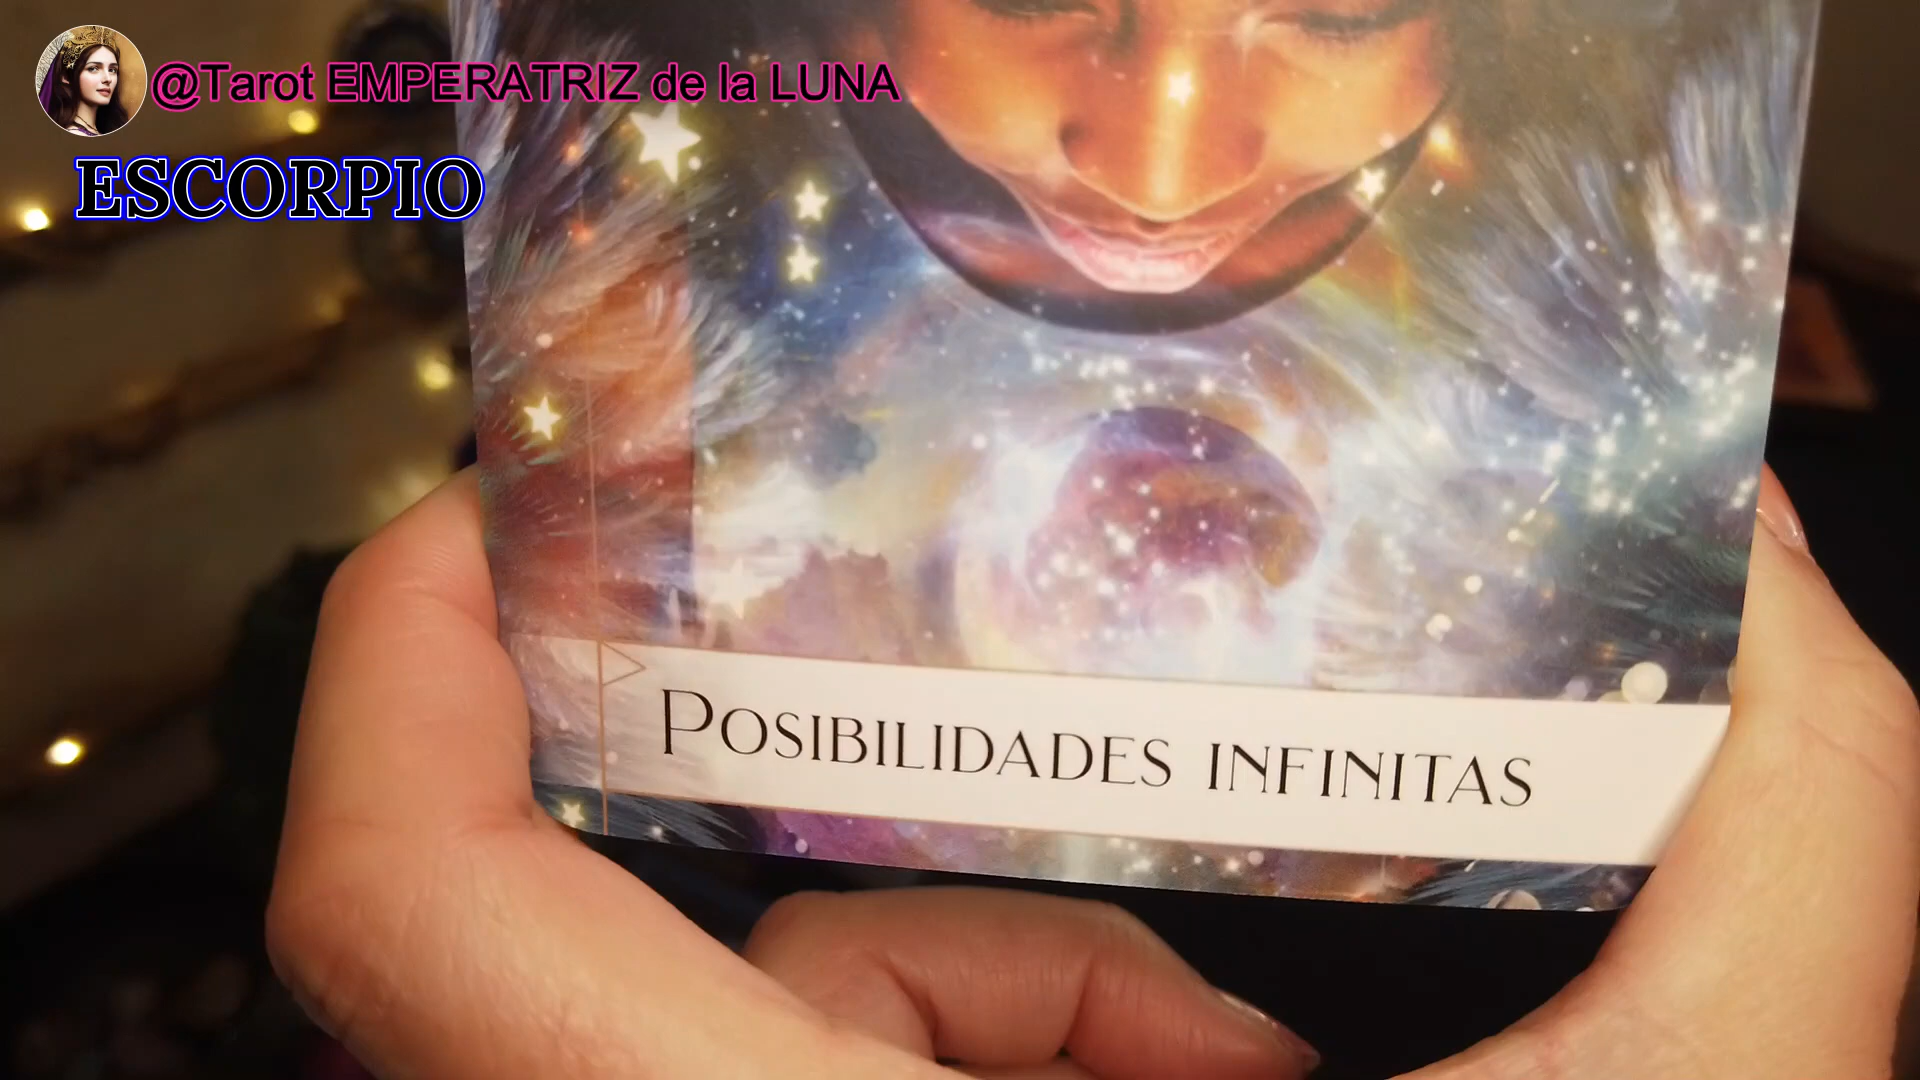 @Tarot EMPERATRIZ de la LUNA
ESCORPIO
POSIBILIDADES INFINITAS